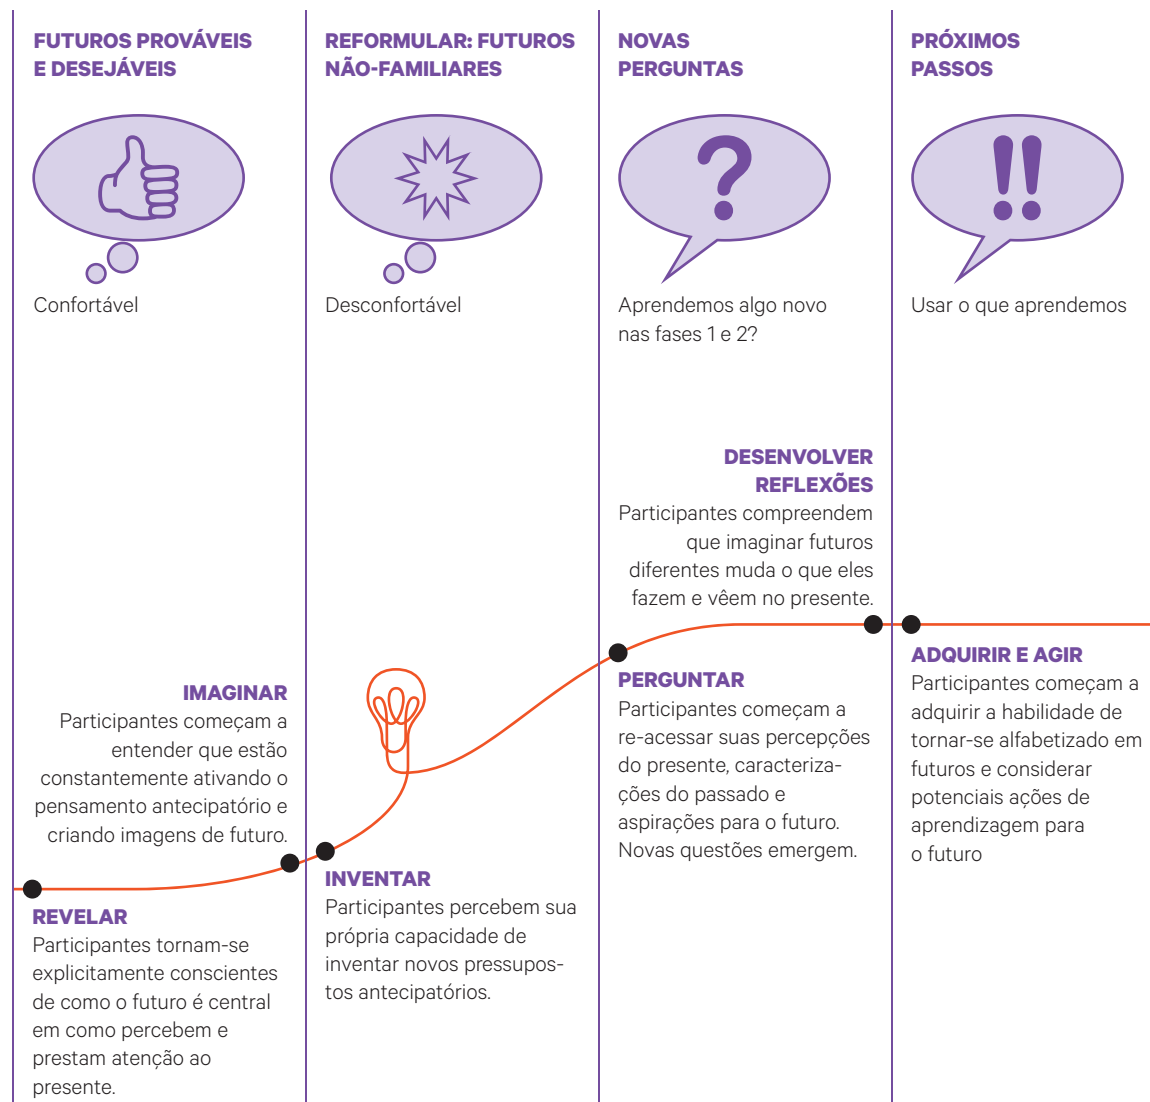 FUTUROS PROVÁVEIS
E DESEJÁVEIS
Confortável
IMAGINAR
Participantes começam a
entender que estão
constantemente ativando o
pensamento antecipatório e
criando imagens de futuro.
REVELAR
Participantes tornam-se
explicitamente conscientes
de como o futuro é central
em como percebem e
prestam atenção ao
presente.
REFORMULAR: FUTUROS
NÃO-FAMILIARES
Desconfortável
INVENTAR
Participantes percebem sua
própria capacidade de
inventar novos pressupos-
tos antecipatórios.
NOVAS
PERGUNTAS
?
Aprendemos algo novo
nas fases 1 e 2?
DESENVOLVER
REFLEXÕES
Participantes compreendem
que imaginar futuros
diferentes muda o que eles
fazem e vêem no presente.
PERGUNTAR
Participantes começam a
re-acessar suas percepções
do presente, caracteriza-
ções do passado e
aspirações para o futuro.
Novas questões emergem.
PRÓXIMOS
PASSOS
!!
Usar o que aprendemos
ADQUIRIR E AGIR
Participantes começam a
adquirir a habilidade de
tornar-se alfabetizado em
futuros e considerar
potenciais ações de
aprendizagem para
o futuro